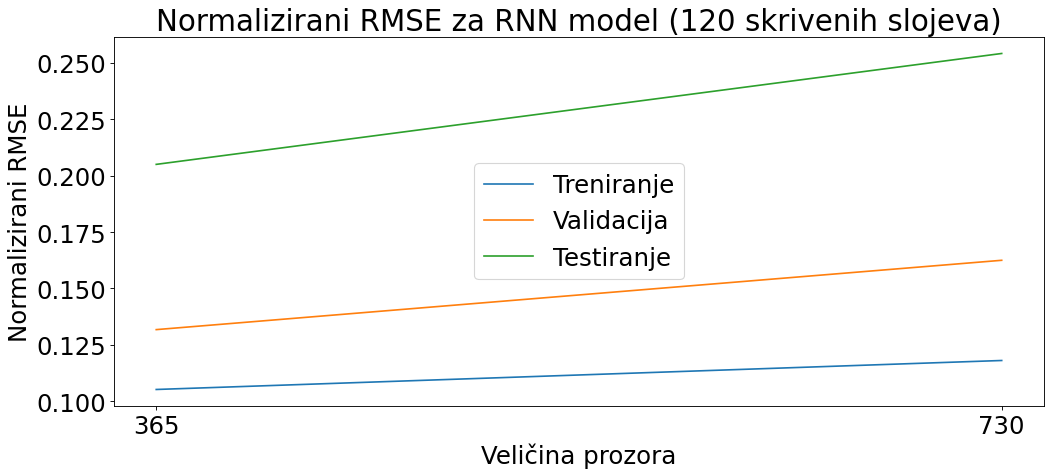 Normalizirani RMSE za RNN model (120 skrivenih slojeva)
Normalizirani RMSE
0.250
0.225
0.200
0.175
0.150
0.125
0.100
Treniranje
Validacija
Testiranje
365
730
Veličina prozora